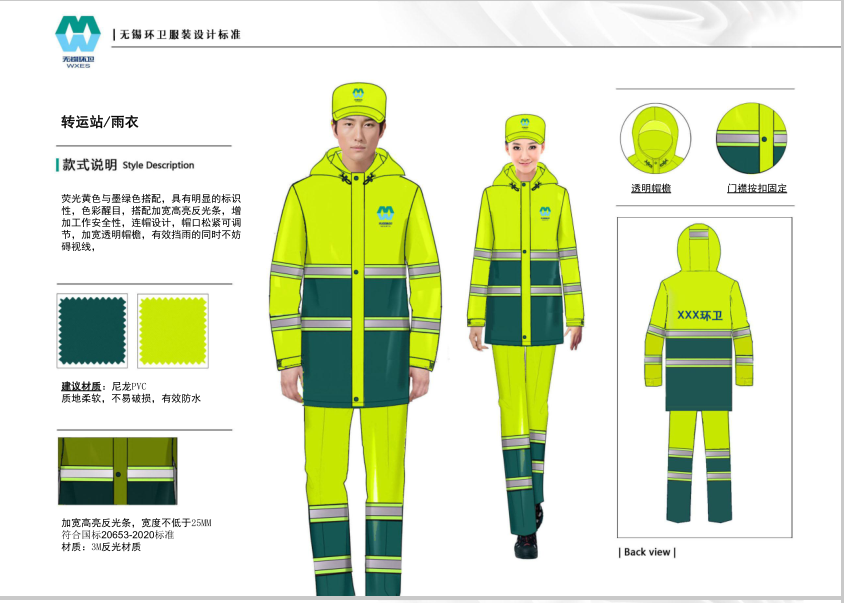 无锡环卫服装设计标准
无锡环卫
WXES
转运站/雨衣
款式说明 Style Description
荧光黄色与墨绿色搭配，具有明显的标识
性，色彩醒目，搭配加宽高亮反光条，增
加工作安全性，连帽设计，帽口松紧可调
节，加宽透明帽檐，有效挡雨的同时不妨
碍视线，
建议材质：尼龙PVC
质地柔软，不易破损，有效防水
加宽高亮反光条，宽度不低于25MM
符合国标20653-2020标准
材质：3M反光材质
透明帽檐
门襟按扣固定
XXX环卫
| Back view |